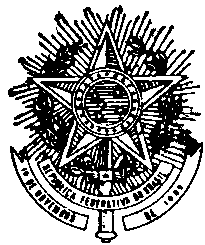 REPUBLICA FEDERATIVA DO BRASIL
15 DE NOVEMBRO
DE 1889